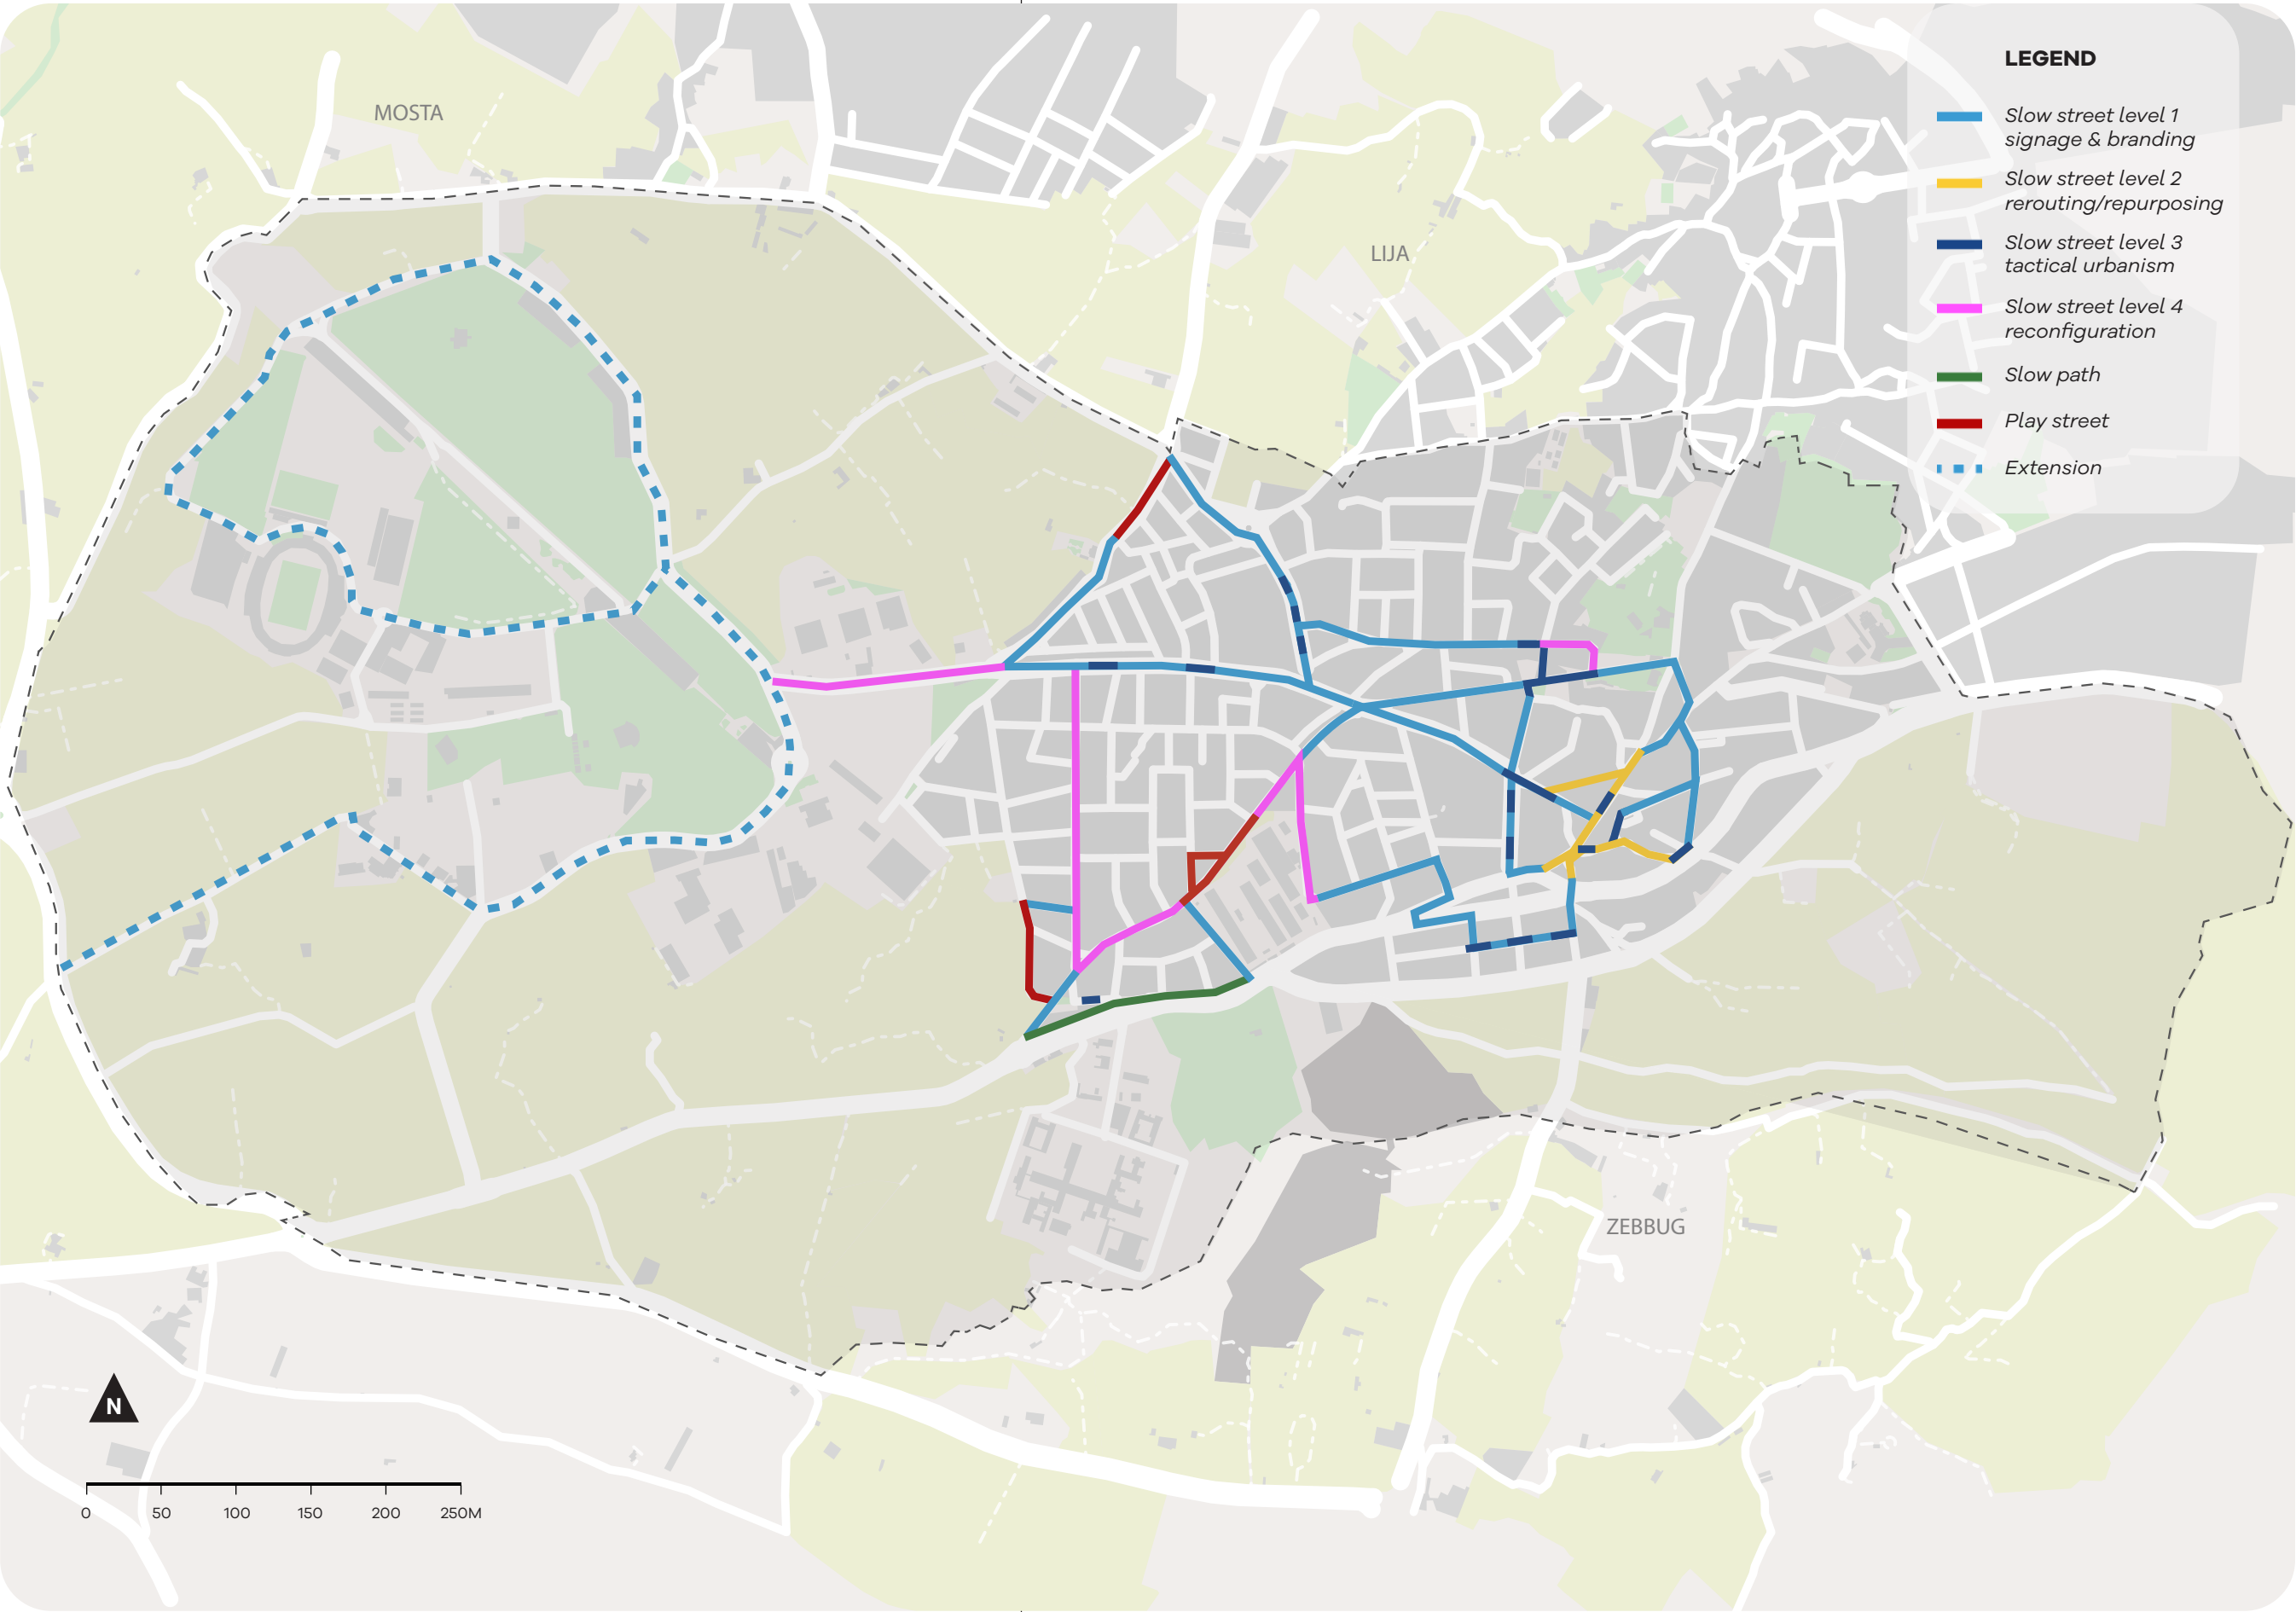 LEGEND
Slow street level 1
signage & branding
Slow street level 2
rerouting/repurposing
Slow street level 3
tactical urbanism
Slow street level 4
reconfiguration
Slow path
Play street
Extension
MOSTA
LIJA
ZEBBUG
N
0 50 100 150 200 250M